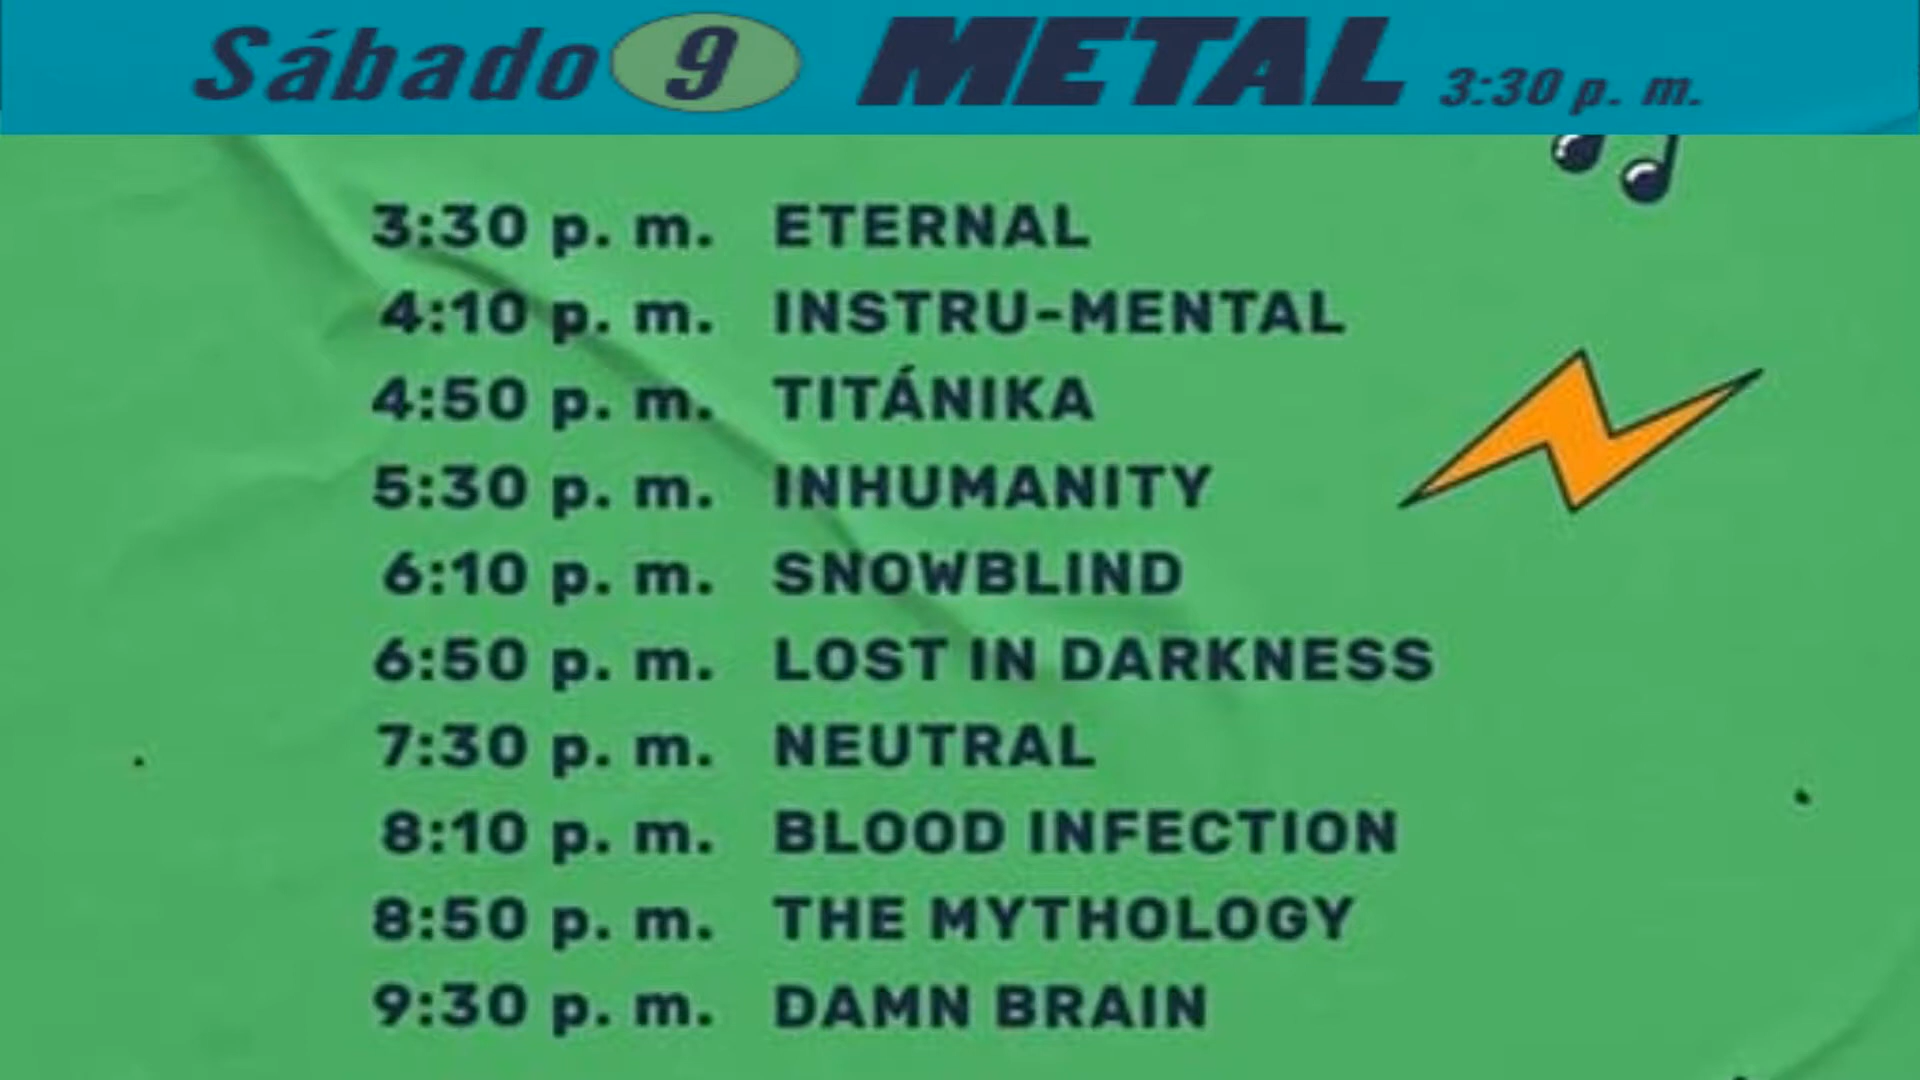 Sábado 9 METAL 3:30 p. m.
3:30 p. m. ETERNAL
4:10 p. m. INSTRU-MENTAL
4:50 p. m. TITÁNIKA
5:30 p. m. INHUMANITY
6:10 p. m. SNOWBLIND
6:50 p. m. LOST IN DARKNESS
7:30 p. m. NEUTRAL
8:10 p. m. BLOOD INFECTION
8:50 p. m. THE MYTHOLOGY
9:30 p. m. DAMN BRAIN